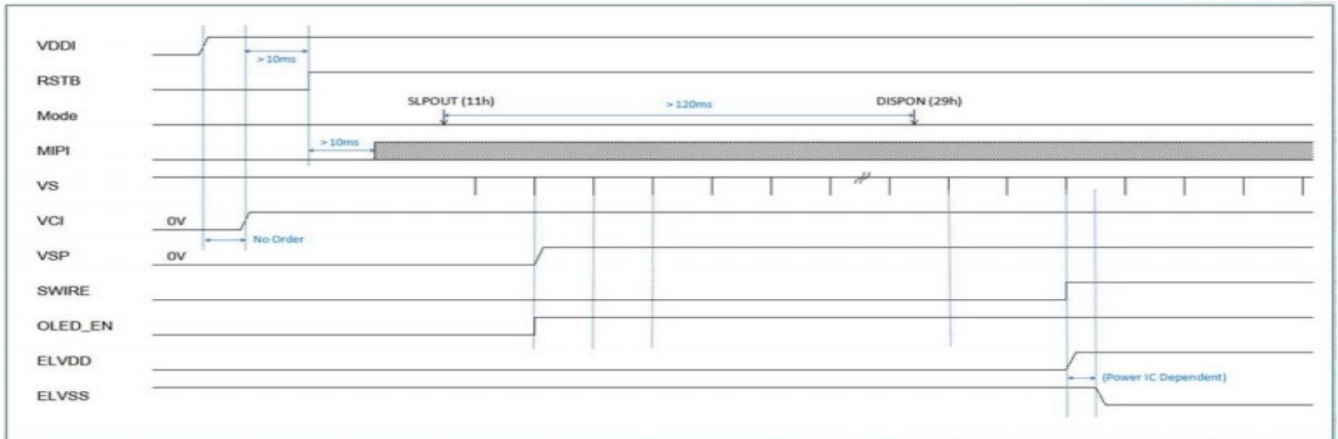 VDDI
> 10ms
RSTB
SLPOUT (11h) >120ms DISPON (29h)
Mode
> 10ms
MIPI
VS
VCI 0V
No Order
VSP 0V
SWIRE
OLED_EN
ELVDD
(Power IC Dependent)
ELVSS